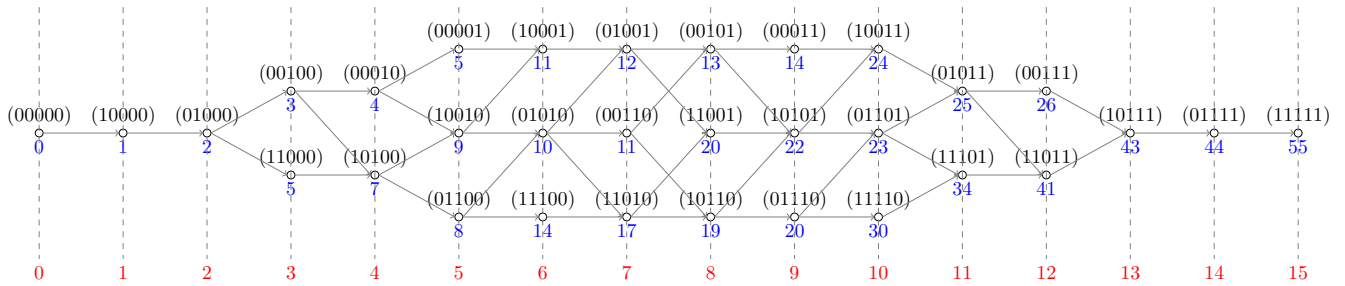 (00001) (10001) (01001) (00101) (00011) (10011)
5 11 12 13 14 24
(00100) (00010) (01011) (00111)
3 4 25 26
(00000) (10000) (01000) (10010) (01010) (00110) (11001) (10101) (01101) (10111) (01111) (11111)
0 1 2 9 10 11 20 22 23 43 44 55
(11000) (10100) (11101) (11011)
5 7 34 41
(01100) (11100) (11010) (10110) (01110) (11110)
8 14 17 19 20 30
0 1 2 3 4 5 6 7 8 9 10 11 12 13 14 15